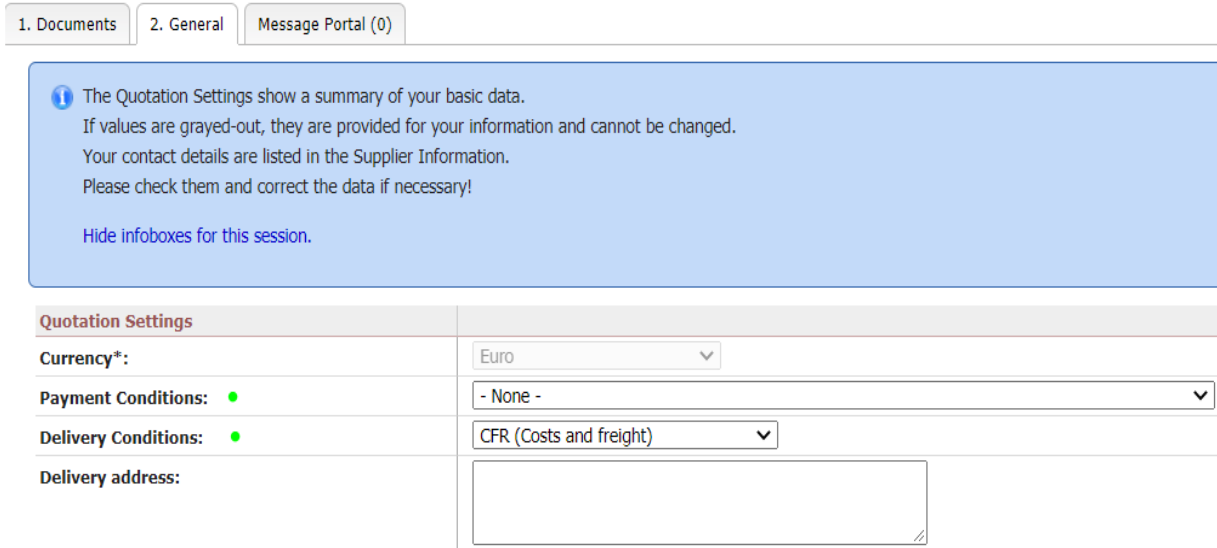 1. Documents
2. General
Message Portal (0)
The Quotation Settings show a summary of your basic data.
If values are grayed-out, they are provided for your information and cannot be changed.
Your contact details are listed in the Supplier Information.
Please check them and correct the data if necessary!
Hide infoboxes for this session.
Quotation Settings
Currency*: Euro
Payment Conditions: - None -
Delivery Conditions: CFR (Costs and freight)
Delivery address: